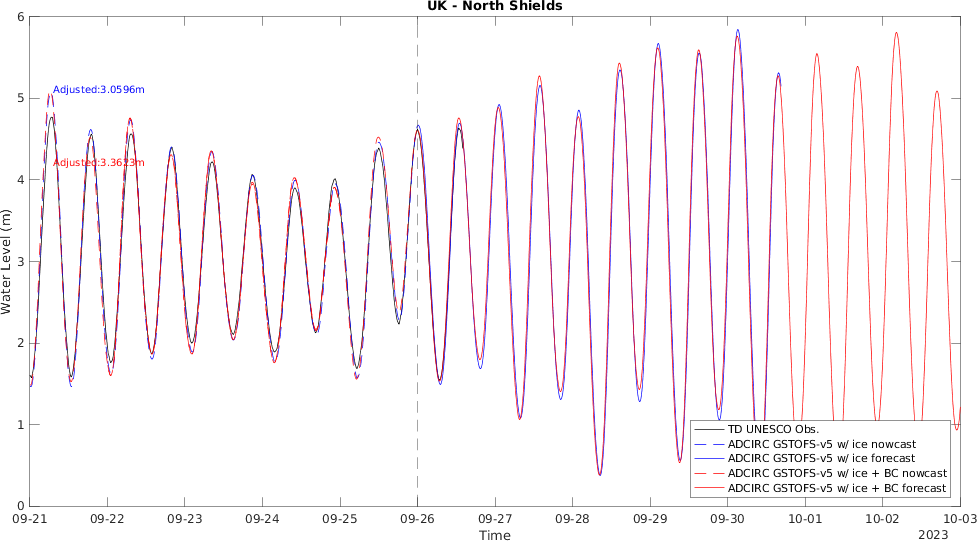 UK - North Shields
6
5
4
3
2
1
0
Water Level (m)
Adjusted:3.0596m
Adjusted:3.3623m
TD UNESCO Obs.
ADCIRC GSTOFS-v5 w/ ice nowcast
ADCIRC GSTOFS-v5 w/ ice forecast
ADCIRC GSTOFS-v5 w/ ice + BC nowcast
ADCIRC GSTOFS-v5 w/ ice + BC forecast
09-21 09-22 09-23 09-24 09-25 09-26 09-27 09-28 09-29 09-30 10-01 10-02 10-03
Time
2023